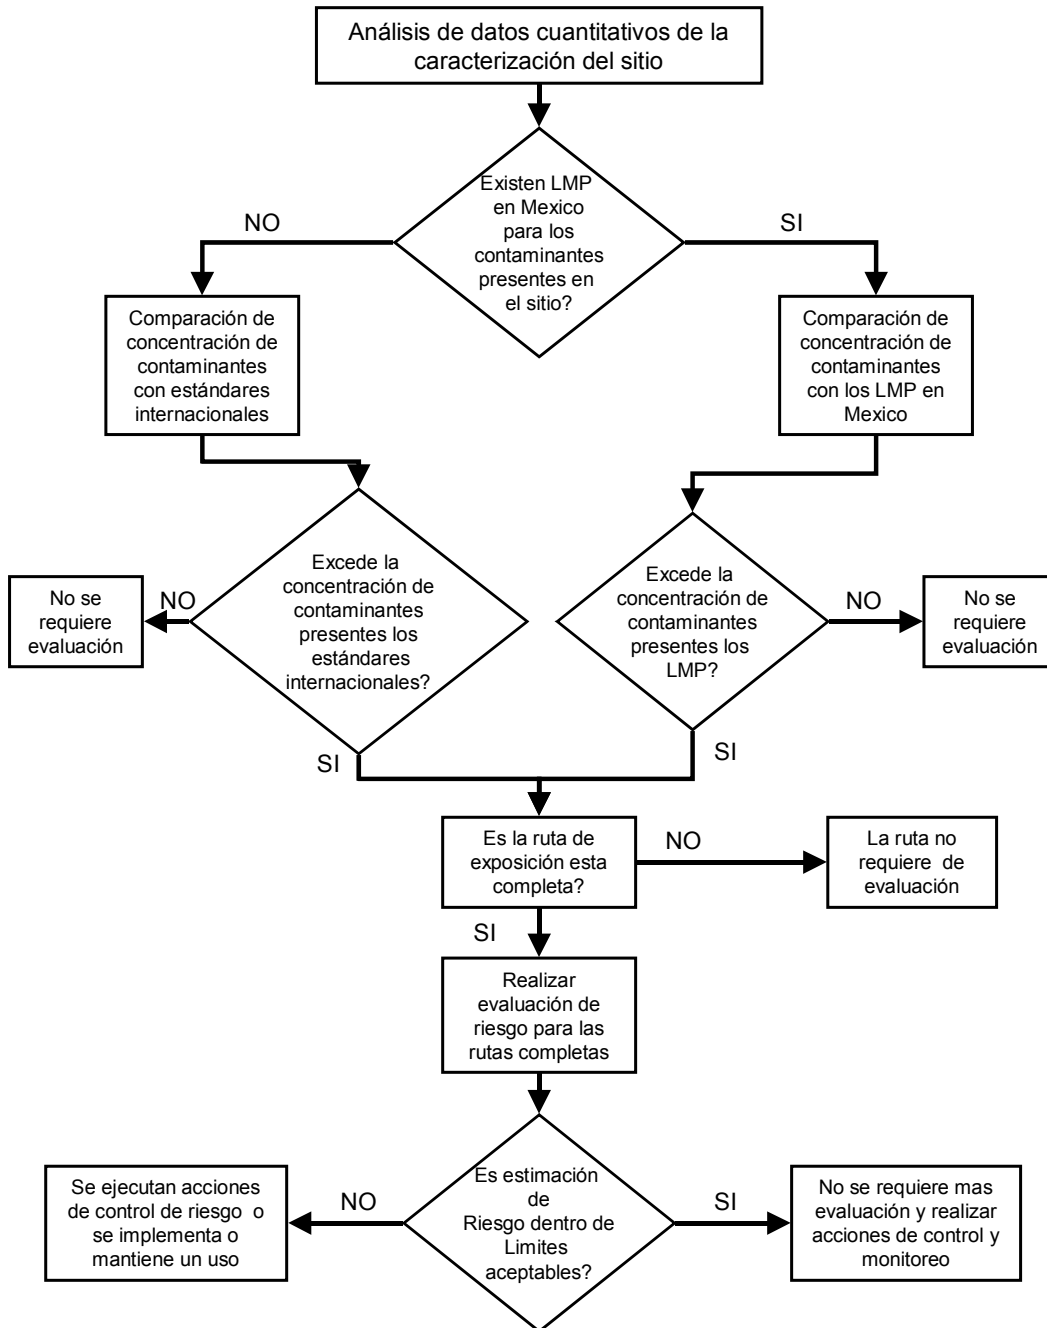 Análisis de datos cuantitativos de la
caracterización del sitio
Existen LMP
en Mexico
para los
contaminantes
presentes en
el sitio?
NO
SI
Comparación de
concentración de
contaminantes
con estándares
internacionales
Comparación de
concentración de
contaminantes
con los LMP en
Mexico
Excede la
concentración de
contaminantes
presentes los
estándares
internacionales?
NO
No se
requiere
evaluación
Excede la
concentración de
contaminantes
presentes los
LMP?
NO
No se
requiere
evaluación
SI
SI
Es la ruta de
exposición esta
completa?
NO
La ruta no
requiere de
evaluación
SI
Realizar
evaluación de
riesgo para las
rutas completas
Es estimación
de
Riesgo dentro de
Limites
aceptables?
NO
Se ejecutan acciones
de control de riesgo o
se implementa o
mantiene un uso
SI
No se requiere mas
evaluación y realizar
acciones de control y
monitoreo